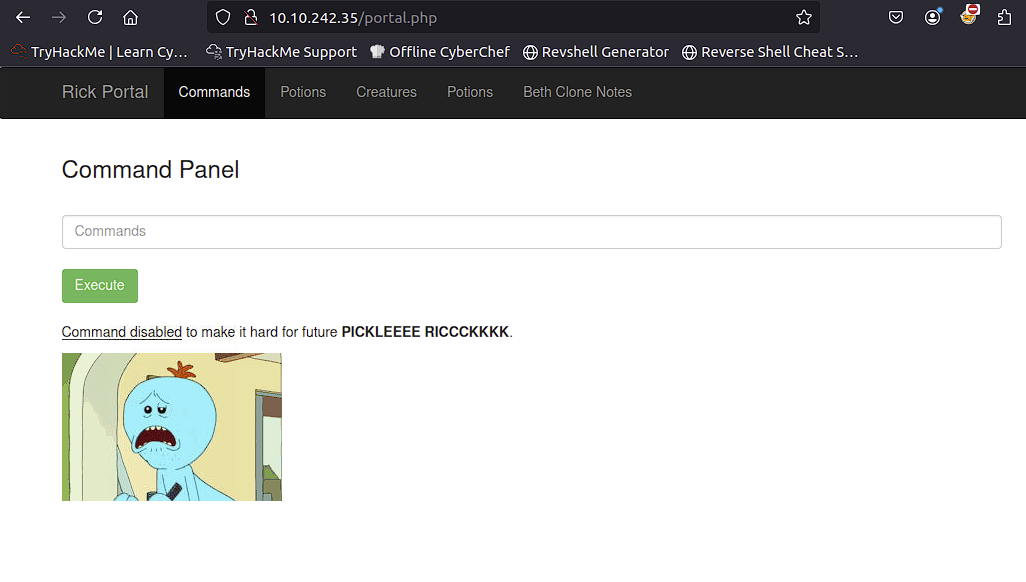 10.10.242.35/portal.php
TryHackMe | Learn Cy… TryHackMe Support Offline CyberChef Revshell Generator Reverse Shell Cheat S…
Rick Portal Commands Potions Creatures Potions Beth Clone Notes
Command Panel
Commands
Execute
Command disabled to make it hard for future PICKLEEEE RICCCKKKK.